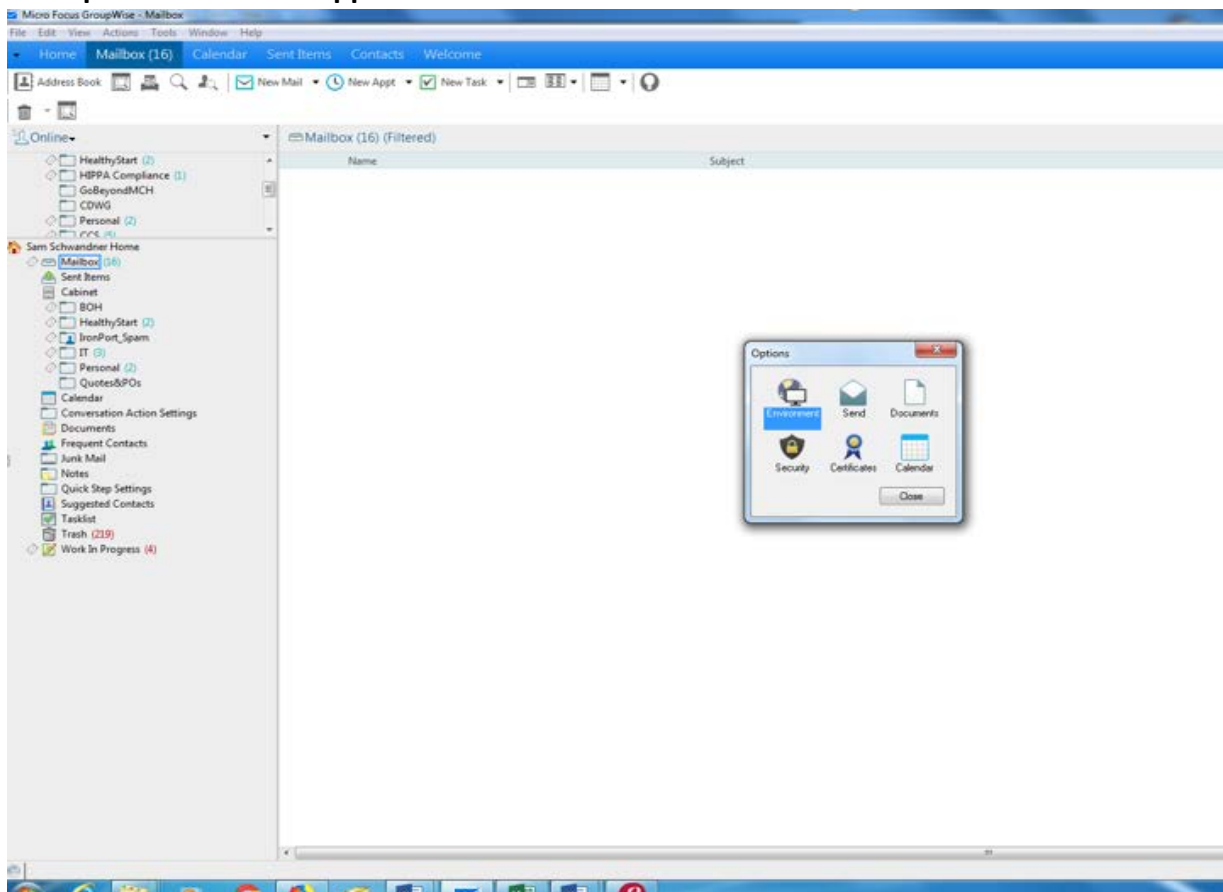 Micro Focus GroupWise - Mailbox
File Edit View Actions Tools Window Help
Home Mailbox (16) Calendar Sent Items Contacts Welcome
Address Book New Mail New Appt New Task
Online
Mailbox (16) (Filtered)
Name Subject
HealthyStart (2)
HIPPA Compliance (1)
GoBeyondMCH
CDWG
Personal (2)
CCS (5)
Sam Schwandner Home
Mailbox (16)
Sent Items
Cabinet
BOH
HealthyStart (2)
IronPort_Spam
IT (3)
Personal (2)
Quotes&POs
Calendar
Conversation Action Settings
Documents
Frequent Contacts
Junk Mail
Notes
Quick Step Settings
Suggested Contacts
Tasklist
Trash (219)
Work In Progress (4)
Options
Environment Send Documents
Security Certificates Calendar
Close